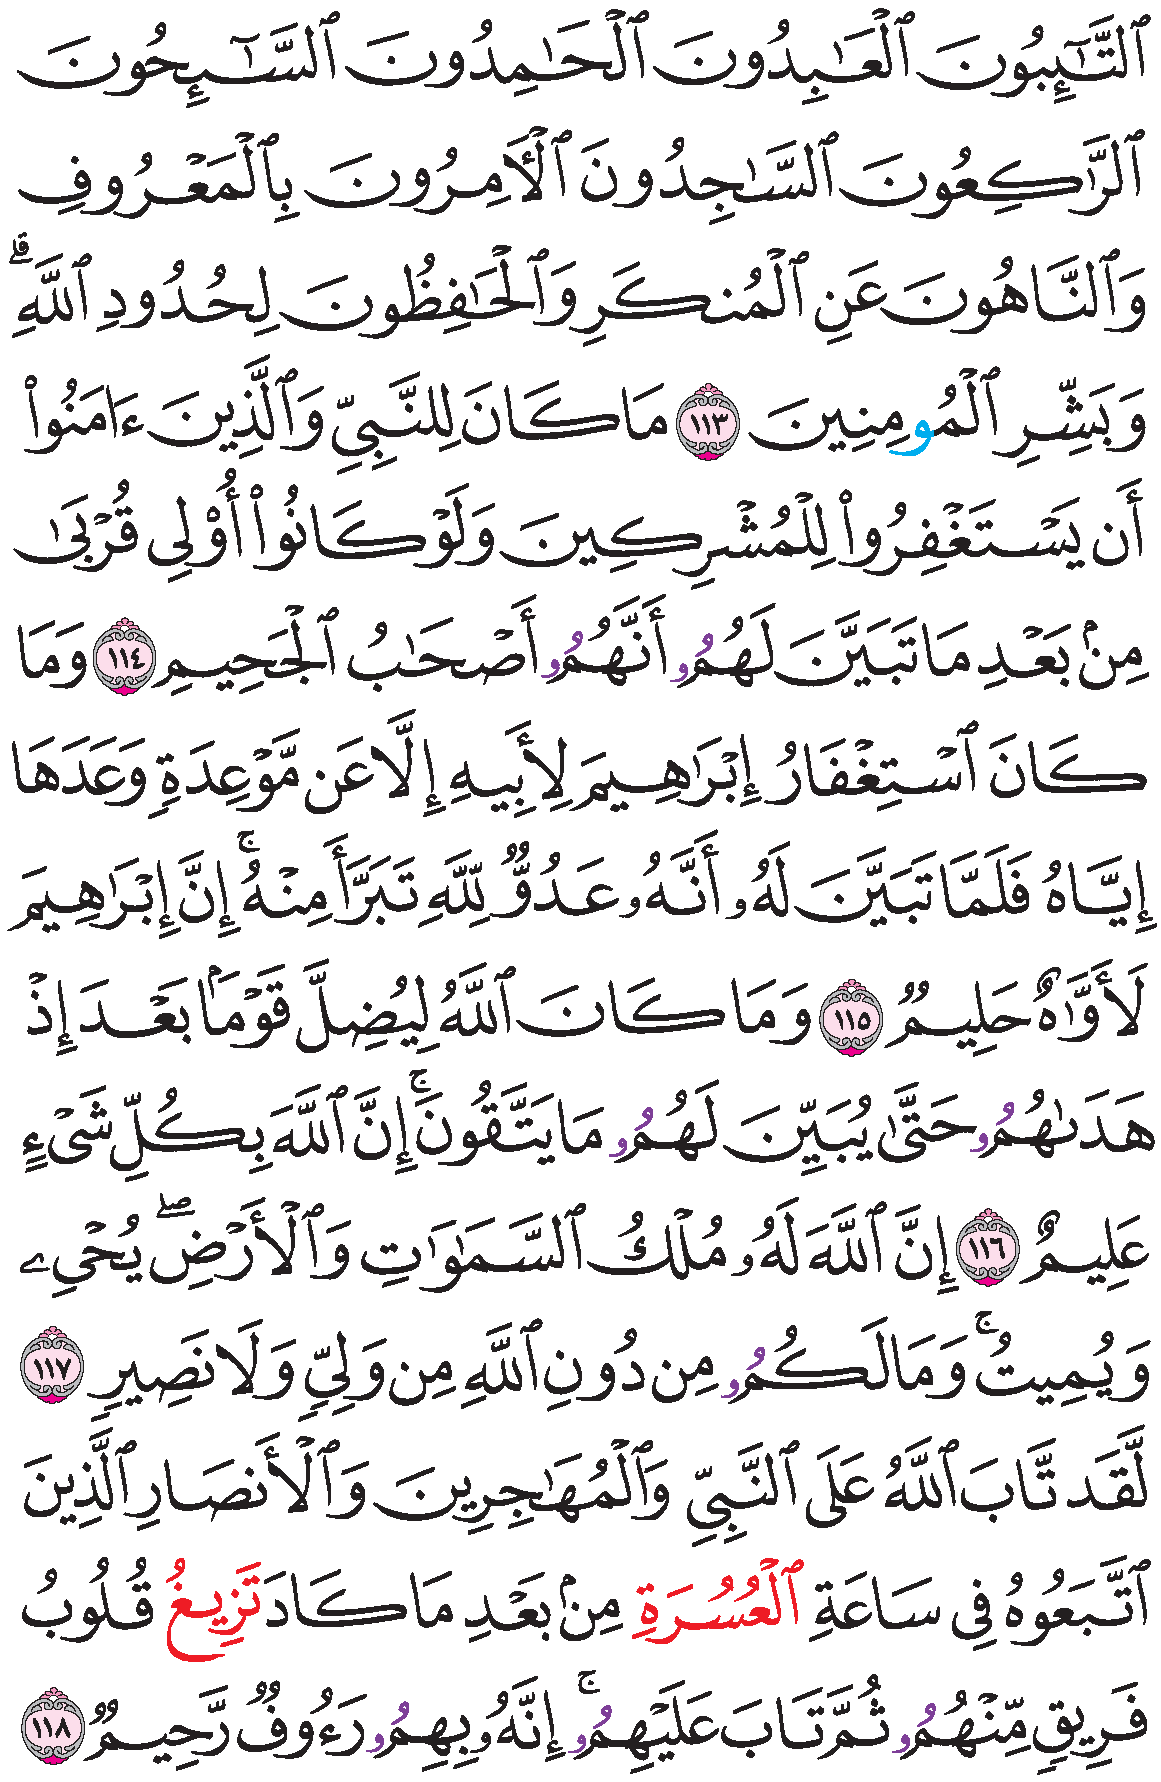 ٱلتَّٰٓئِبُونَ ٱلۡعَٰبِدُونَ ٱلۡحَٰمِدُونَ ٱلسَّٰٓئِحُونَ
ٱلرَّٰكِعُونَ ٱلسَّٰجِدُونَ ٱلۡأٓمِرُونَ بِٱلۡمَعۡرُوفِ
وَٱلنَّاهُونَ عَنِ ٱلۡمُنكَرِ وَٱلۡحَٰفِظُونَ لِحُدُودِ ٱللَّهِۗ
وَبَشِّرِ ٱلۡمُومِنِينَ ١١٣ مَا كَانَ لِلنَّبِيِّ وَٱلَّذِينَ ءَامَنُواْ
أَن يَسۡتَغۡفِرُواْ لِلۡمُشۡرِكِينَ وَلَوۡ كَانُوٓاْ أُوْلِي قُرۡبَىٰ
مِنۢ بَعۡدِ مَا تَبَيَّنَ لَهُمُۥ أَنَّهُمُۥ أَصۡحَٰبُ ٱلۡجَحِيمِ ١١٤ وَمَا
كَانَ ٱسۡتِغۡفَارُ إِبۡرَٰهِيمَ لِأَبِيهِ إِلَّا عَن مَّوۡعِدَةٖ وَعَدَهَا
إِيَّاهُ فَلَمَّا تَبَيَّنَ لَهُۥ أَنَّهُۥ عَدُوّٞ لِّلَّهِ تَبَرَّأَ مِنۡهُۚ إِنَّ إِبۡرَٰهِيمَ
لَأَوَّٰهٌ حَلِيمٞ ١١٥ وَمَا كَانَ ٱللَّهُ لِيُضِلَّ قَوۡمَۢا بَعۡدَ إِذۡ
هَدَىٰهُمُۥ حَتَّىٰ يُبَيِّنَ لَهُمُۥ مَا يَتَّقُونَۚ إِنَّ ٱللَّهَ بِكُلِّ شَيۡءٍ
عَلِيمٌ ١١٦ إِنَّ ٱللَّهَ لَهُۥ مُلۡكُ ٱلسَّمَٰوَٰتِ وَٱلۡأَرۡضِۖ يُحۡيِۦ
وَيُمِيتُۚ وَمَا لَكُمُۥ مِن دُونِ ٱللَّهِ مِن وَلِيّٖ وَلَا نَصِيرٖ ١١٧
لَّقَد تَّابَ ٱللَّهُ عَلَى ٱلنَّبِيِّ وَٱلۡمُهَٰجِرِينَ وَٱلۡأَنصَارِ ٱلَّذِينَ
ٱتَّبَعُوهُ فِي سَاعَةِ ٱلۡعُسُرَةِ مِنۢ بَعۡدِ مَا كَادَ تَزِيغُ قُلُوبُ
فَرِيقٖ مِّنۡهُمُۥ ثُمَّ تَابَ عَلَيۡهِمُۥۚ إِنَّهُۥ بِهِمُۥ رَءُوفٞ رَّحِيمٞ ١١٨